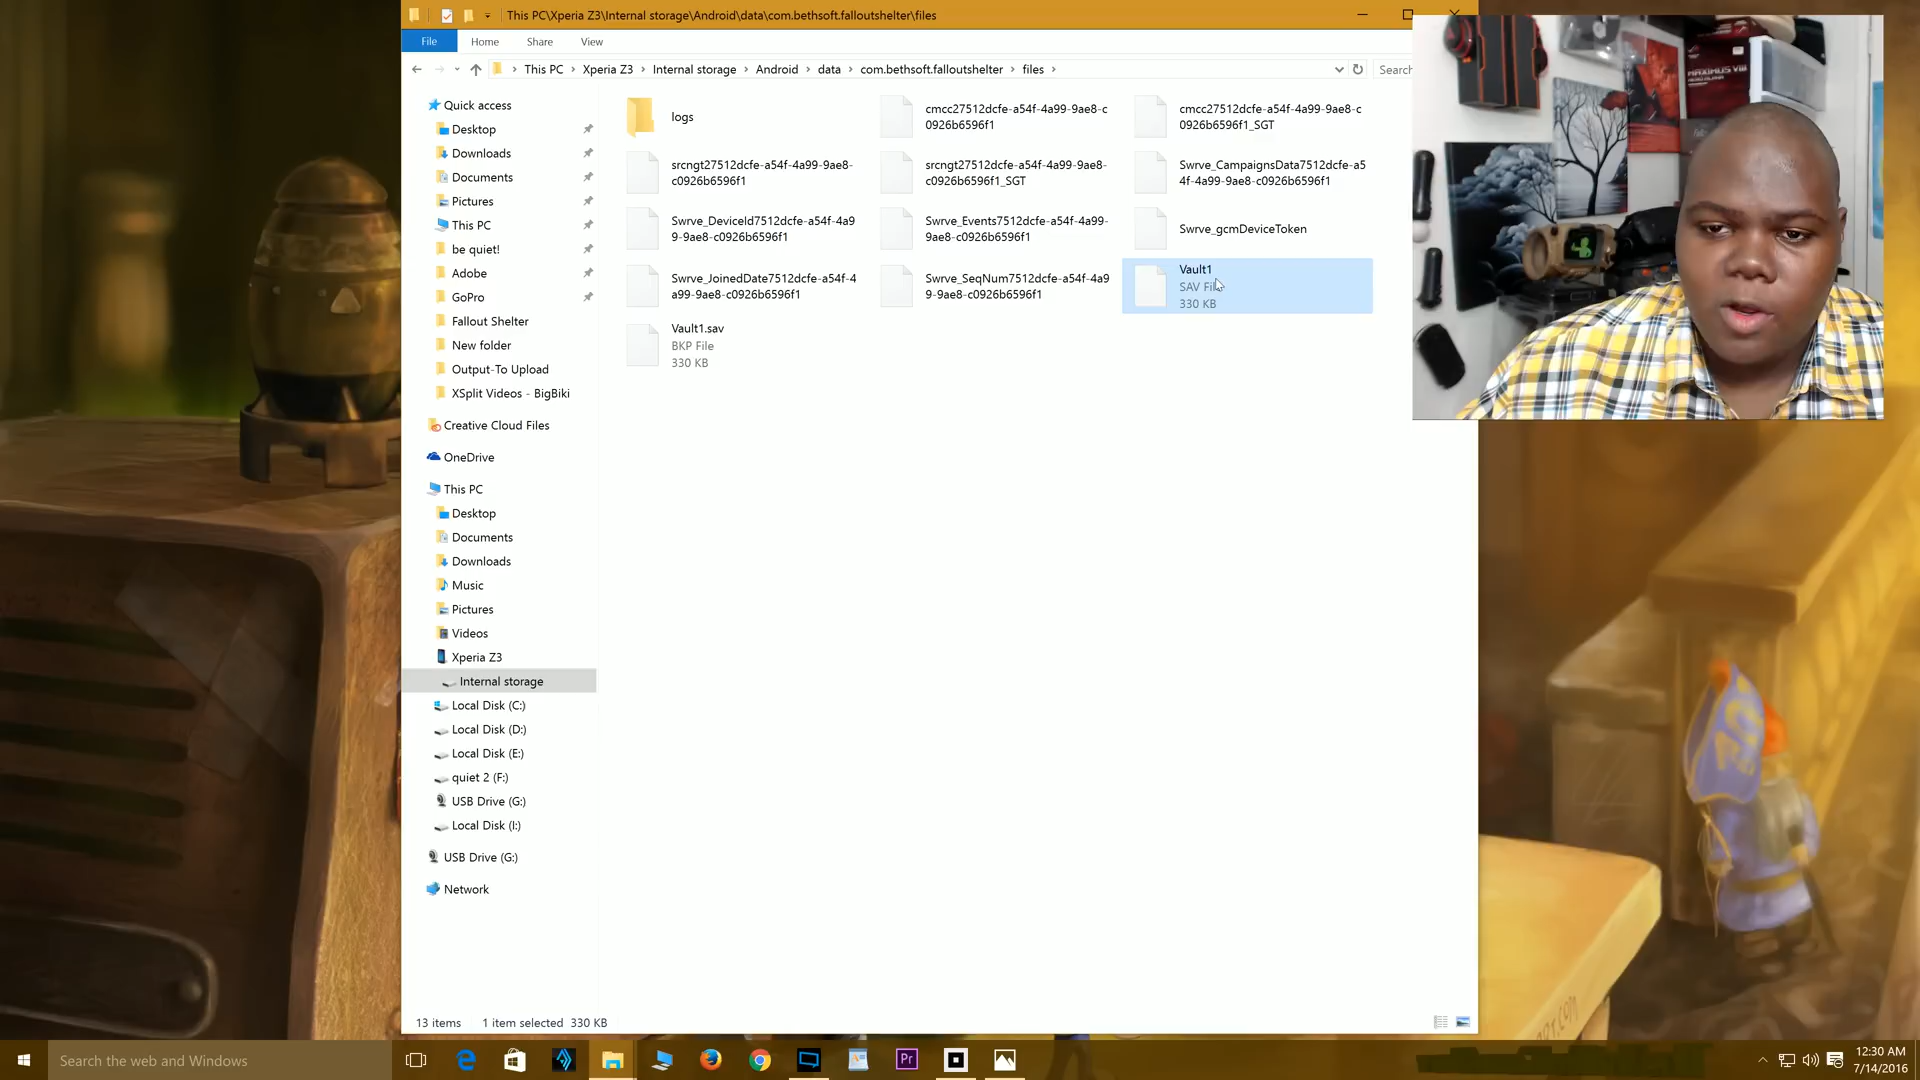 This PC\Xperia Z3\Internal storage\Android\data\com.bethsoft.falloutshelter\files
File Home Share View
This PC Xperia Z3 Internal storage Android data com.bethsoft.falloutshelter files
Search
Quick access
Desktop
Downloads
Documents
Pictures
This PC
be quiet!
Adobe
GoPro
Fallout Shelter
New folder
Output-To Upload
XSplit Videos - BigBiki
Creative Cloud Files
OneDrive
This PC
Desktop
Documents
Downloads
Music
Pictures
Videos
Xperia Z3
Internal storage
Local Disk (C:)
Local Disk (D:)
Local Disk (E:)
quiet 2 (F:)
USB Drive (G:)
Local Disk (I:)
USB Drive (G:)
Network
logs
cmcc27512dcfe-a54f-4a99-9ae8-c
0926b6596f1
cmcc27512dcfe-a54f-4a99-9ae8-c
0926b6596f1_SGT
srcngt27512dcfe-a54f-4a99-9ae8-
c0926b6596f1
srcngt27512dcfe-a54f-4a99-9ae8-
c0926b6596f1_SGT
Swrve_CampaignsData7512dcfe-a5
4f-4a99-9ae8-c0926b6596f1
Swrve_DeviceId7512dcfe-a54f-4a9
9-9ae8-c0926b6596f1
Swrve_Events7512dcfe-a54f-4a99-
9ae8-c0926b6596f1
Swrve_gcmDeviceToken
Swrve_JoinedDate7512dcfe-a54f-4
a99-9ae8-c0926b6596f1
Swrve_SeqNum7512dcfe-a54f-4a9
9-9ae8-c0926b6596f1
Vault1
SAV File
330 KB
Vault1.sav
BKP File
330 KB
MAXIMUS VIII
13 items 1 item selected 330 KB
Search the web and Windows
Pr
12:30 AM
7/14/2016